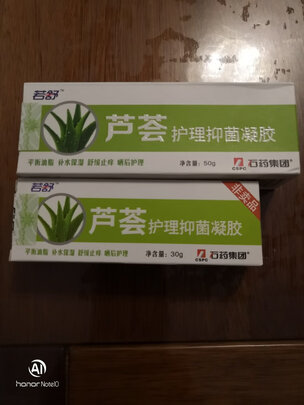 若舒
芦荟 护理抑菌凝胶
平衡油脂 补水保湿 舒缓止痒 晒后护理 净含量：50g 石药集团
CSPC
若舒
非卖品
芦荟 护理抑菌凝胶
平衡油脂 补水保湿 舒缓止痒 晒后护理 净含量：30g 石药集团
CSPC
AI
honor Note10